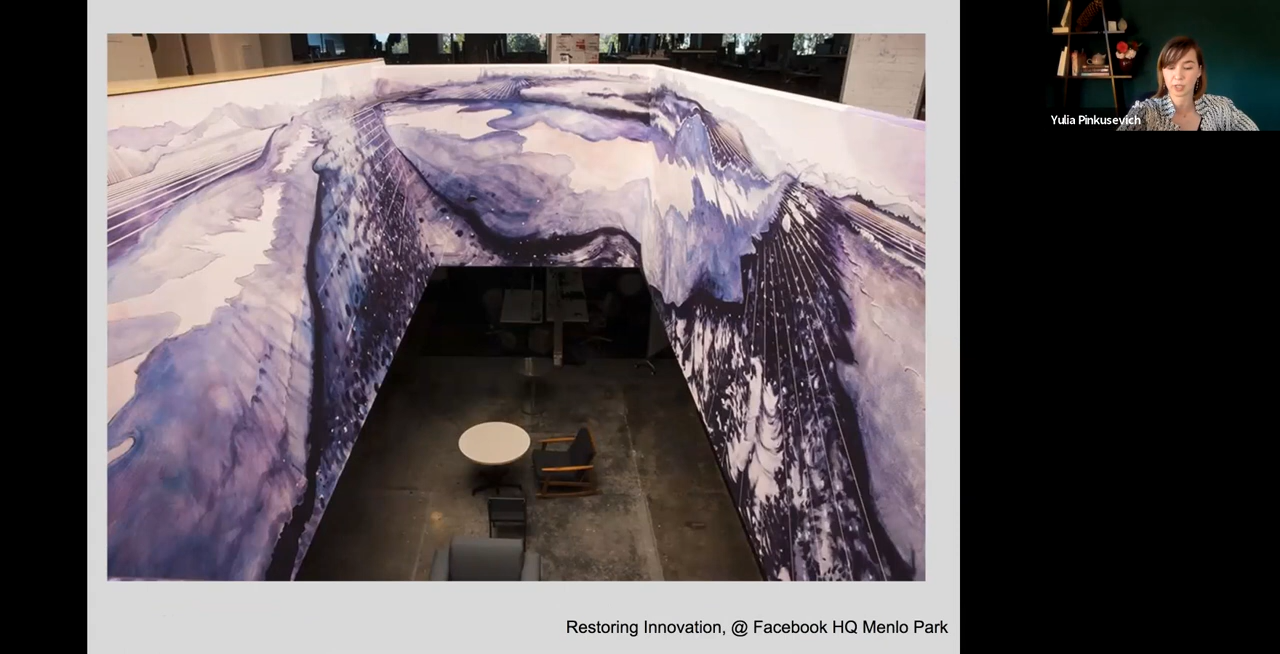 Yulia Pinkusevich
Restoring Innovation, @ Facebook HQ Menlo Park